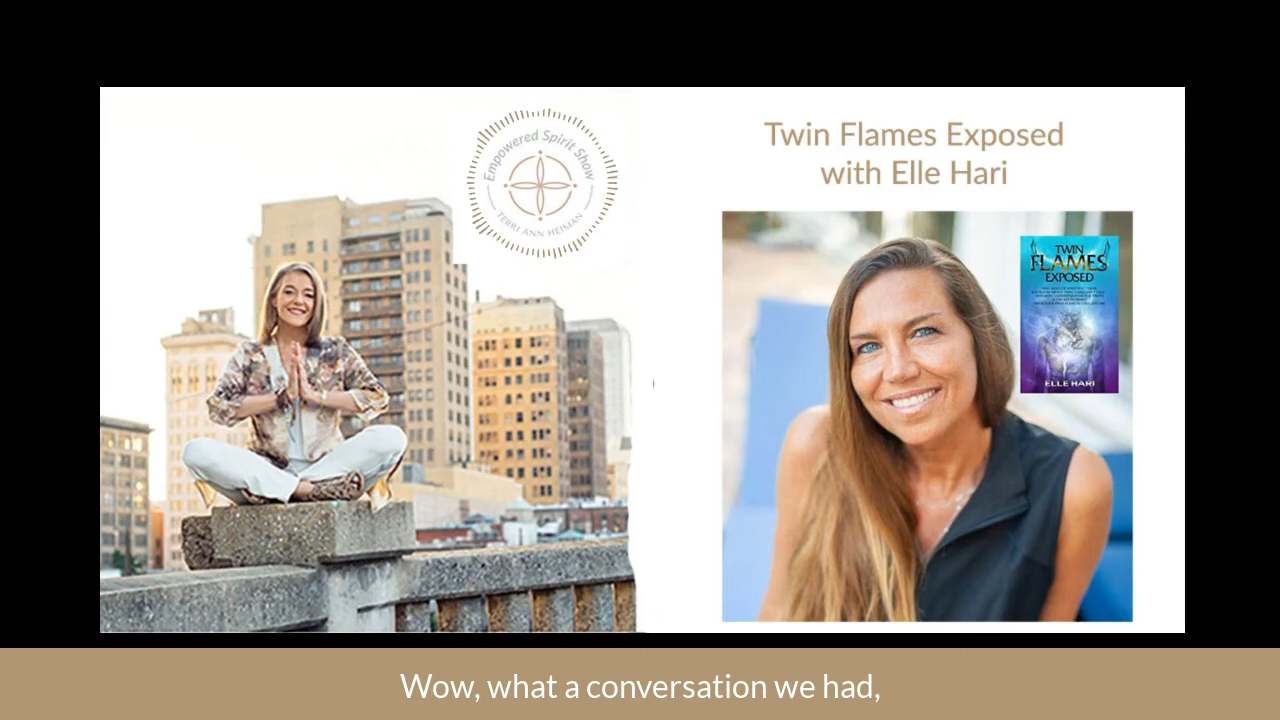 Empowered Spirit Show
TERRI ANN HEIMAN
Twin Flames Exposed
with Elle Hari
TWIN
FLAMES
EXPOSED
ELLE HARI
Wow, what a conversation we had,